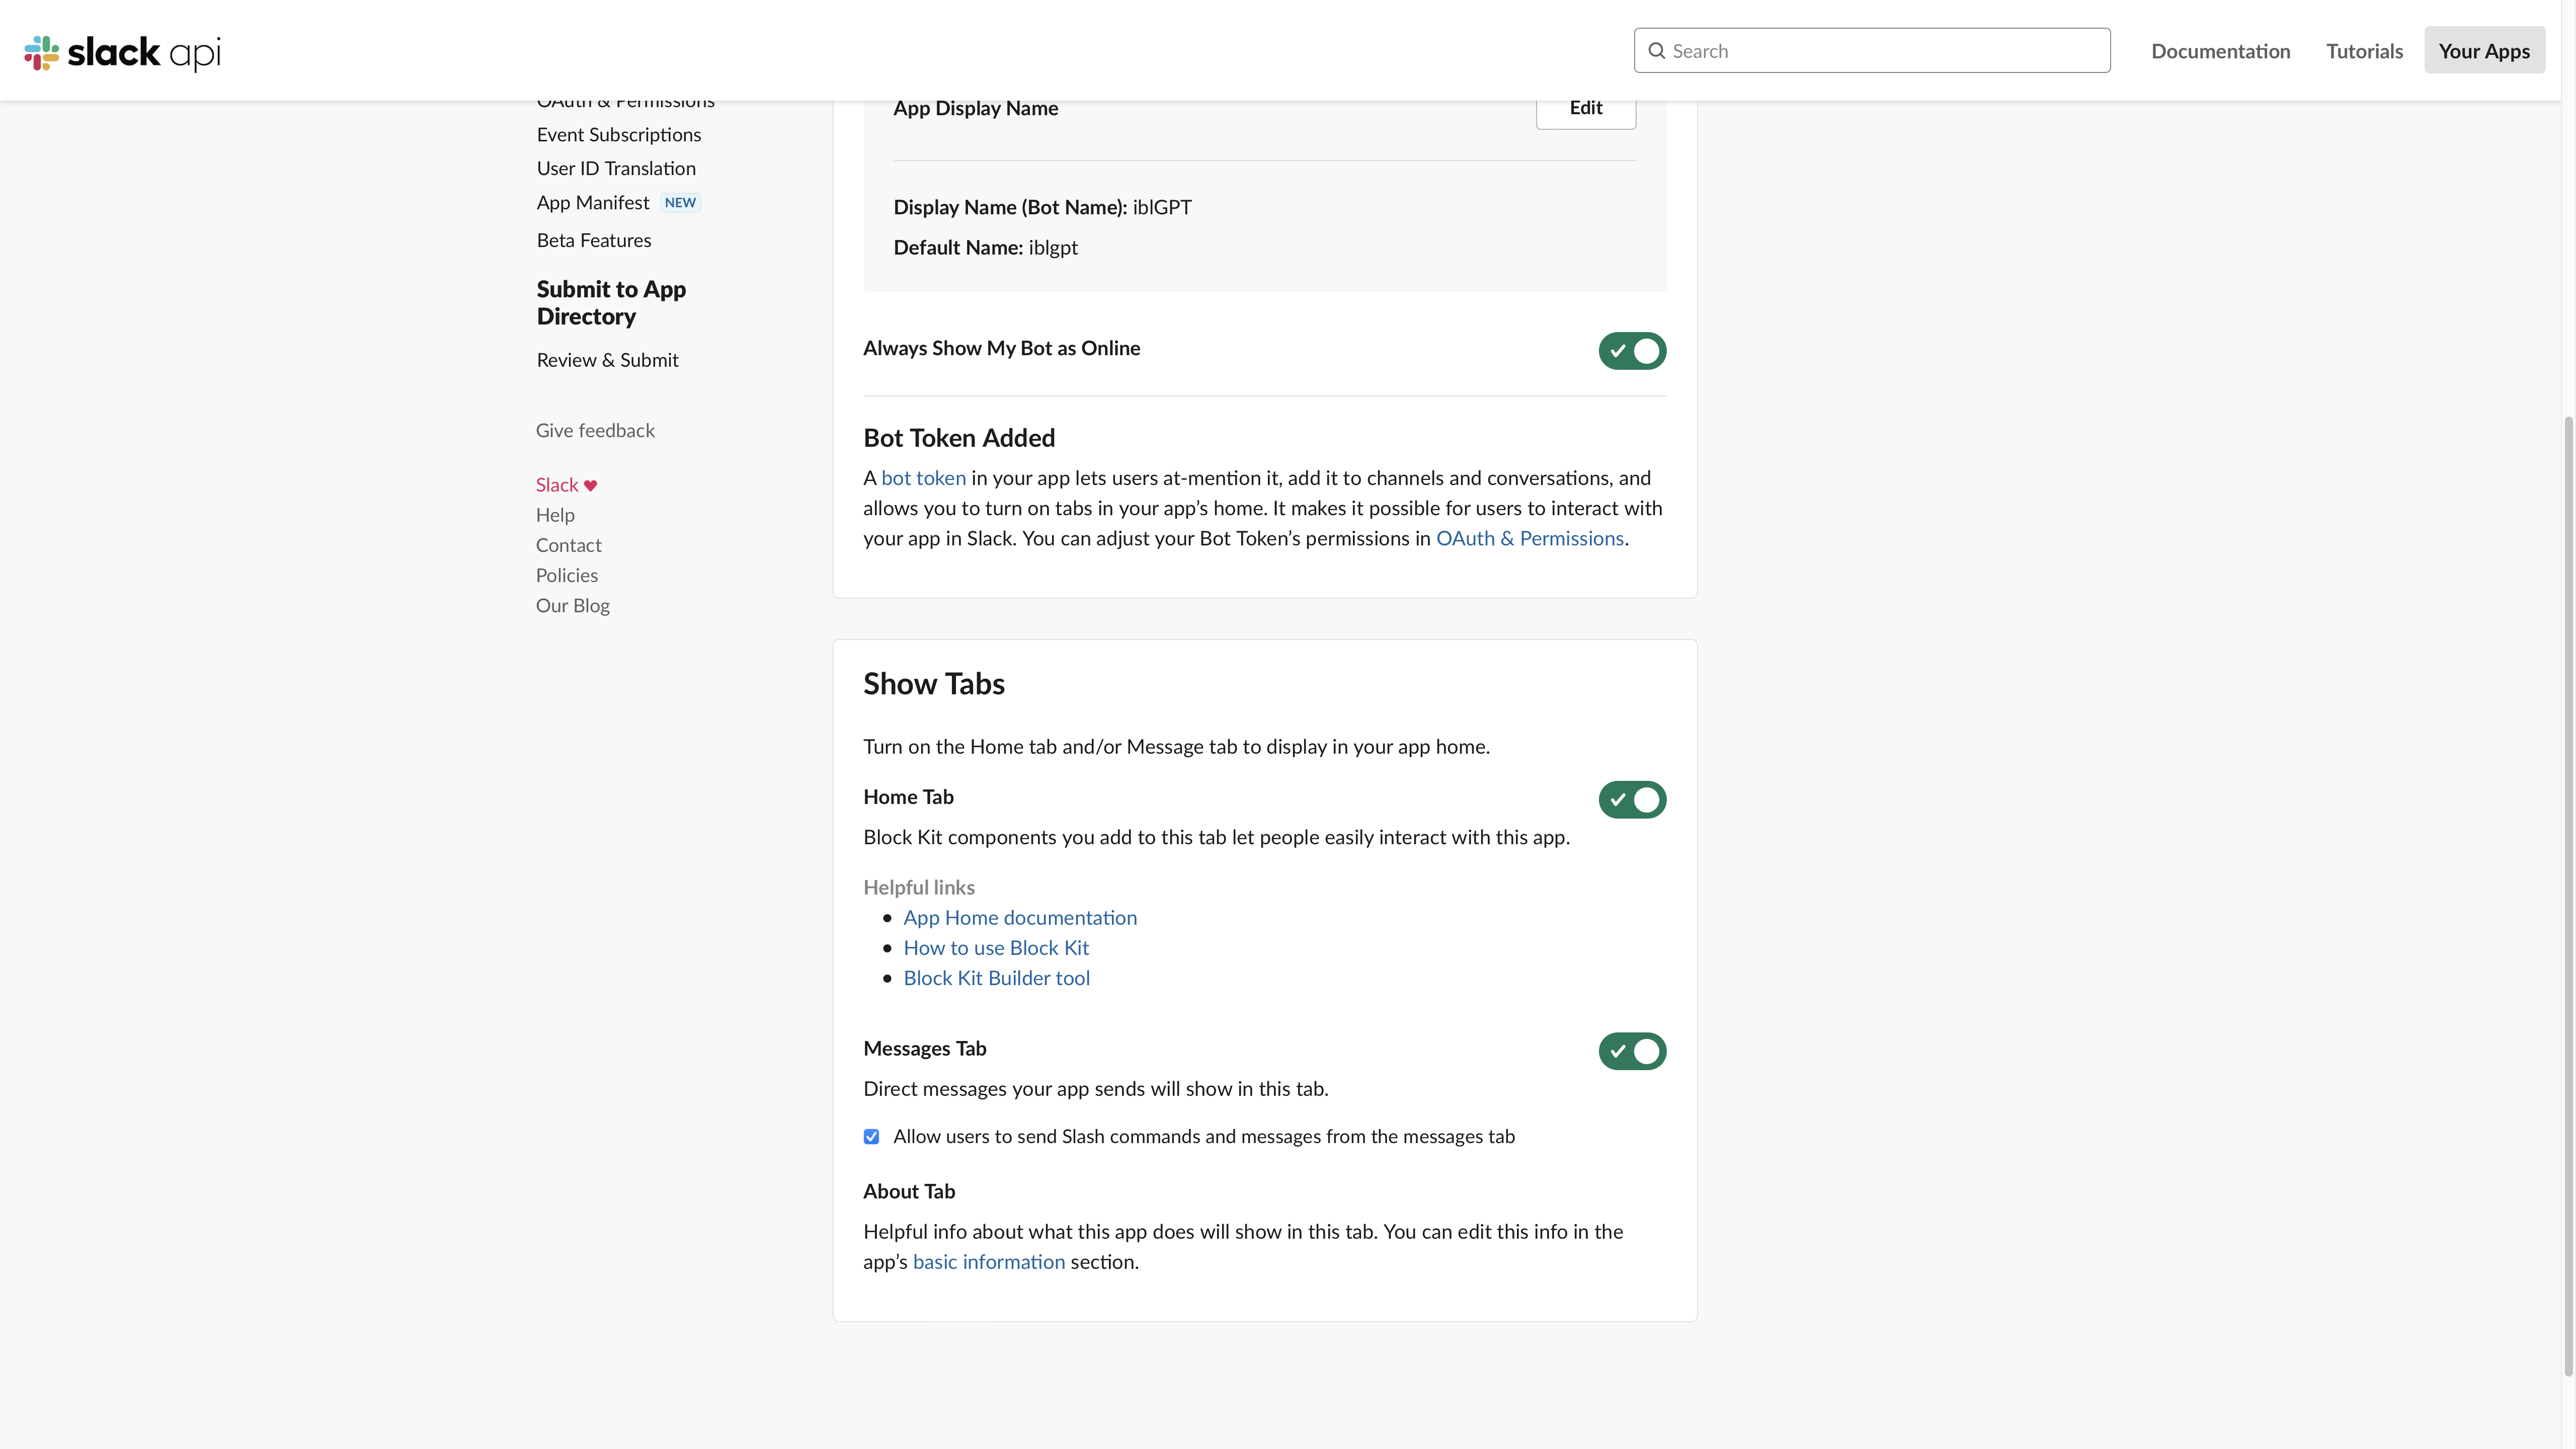 slack api
Search
Documentation
Tutorials
Your Apps
OAuth & Permissions
Event Subscriptions
User ID Translation
App Manifest NEW
Beta Features
Submit to App
Directory
Review & Submit
Give feedback
Slack ♥
Help
Contact
Policies
Our Blog
App Display Name
Edit
Display Name (Bot Name): iblGPT
Default Name: iblgpt
Always Show My Bot as Online
Bot Token Added
A bot token in your app lets users at-mention it, add it to channels and conversations, and
allows you to turn on tabs in your app’s home. It makes it possible for users to interact with
your app in Slack. You can adjust your Bot Token’s permissions in OAuth & Permissions.
Show Tabs
Turn on the Home tab and/or Message tab to display in your app home.
Home Tab
Block Kit components you add to this tab let people easily interact with this app.
Helpful links
• App Home documentation
• How to use Block Kit
• Block Kit Builder tool
Messages Tab
Direct messages your app sends will show in this tab.
Allow users to send Slash commands and messages from the messages tab
About Tab
Helpful info about what this app does will show in this tab. You can edit this info in the
app’s basic information section.